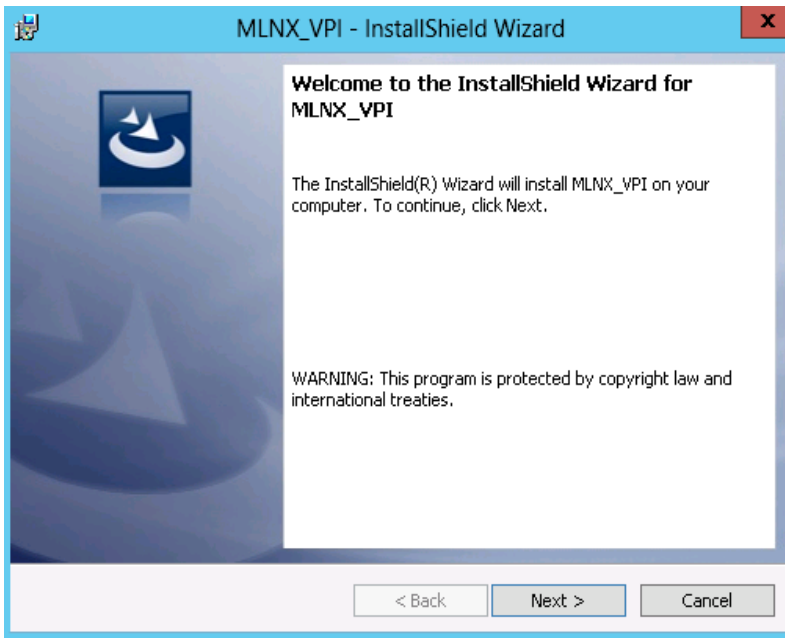 MLNX_VPI - InstallShield Wizard
x
Welcome to the InstallShield Wizard for
MLNX_VPI
The InstallShield(R) Wizard will install MLNX_VPI on your
computer. To continue, click Next.
WARNING: This program is protected by copyright law and
international treaties.
< Back
Next >
Cancel